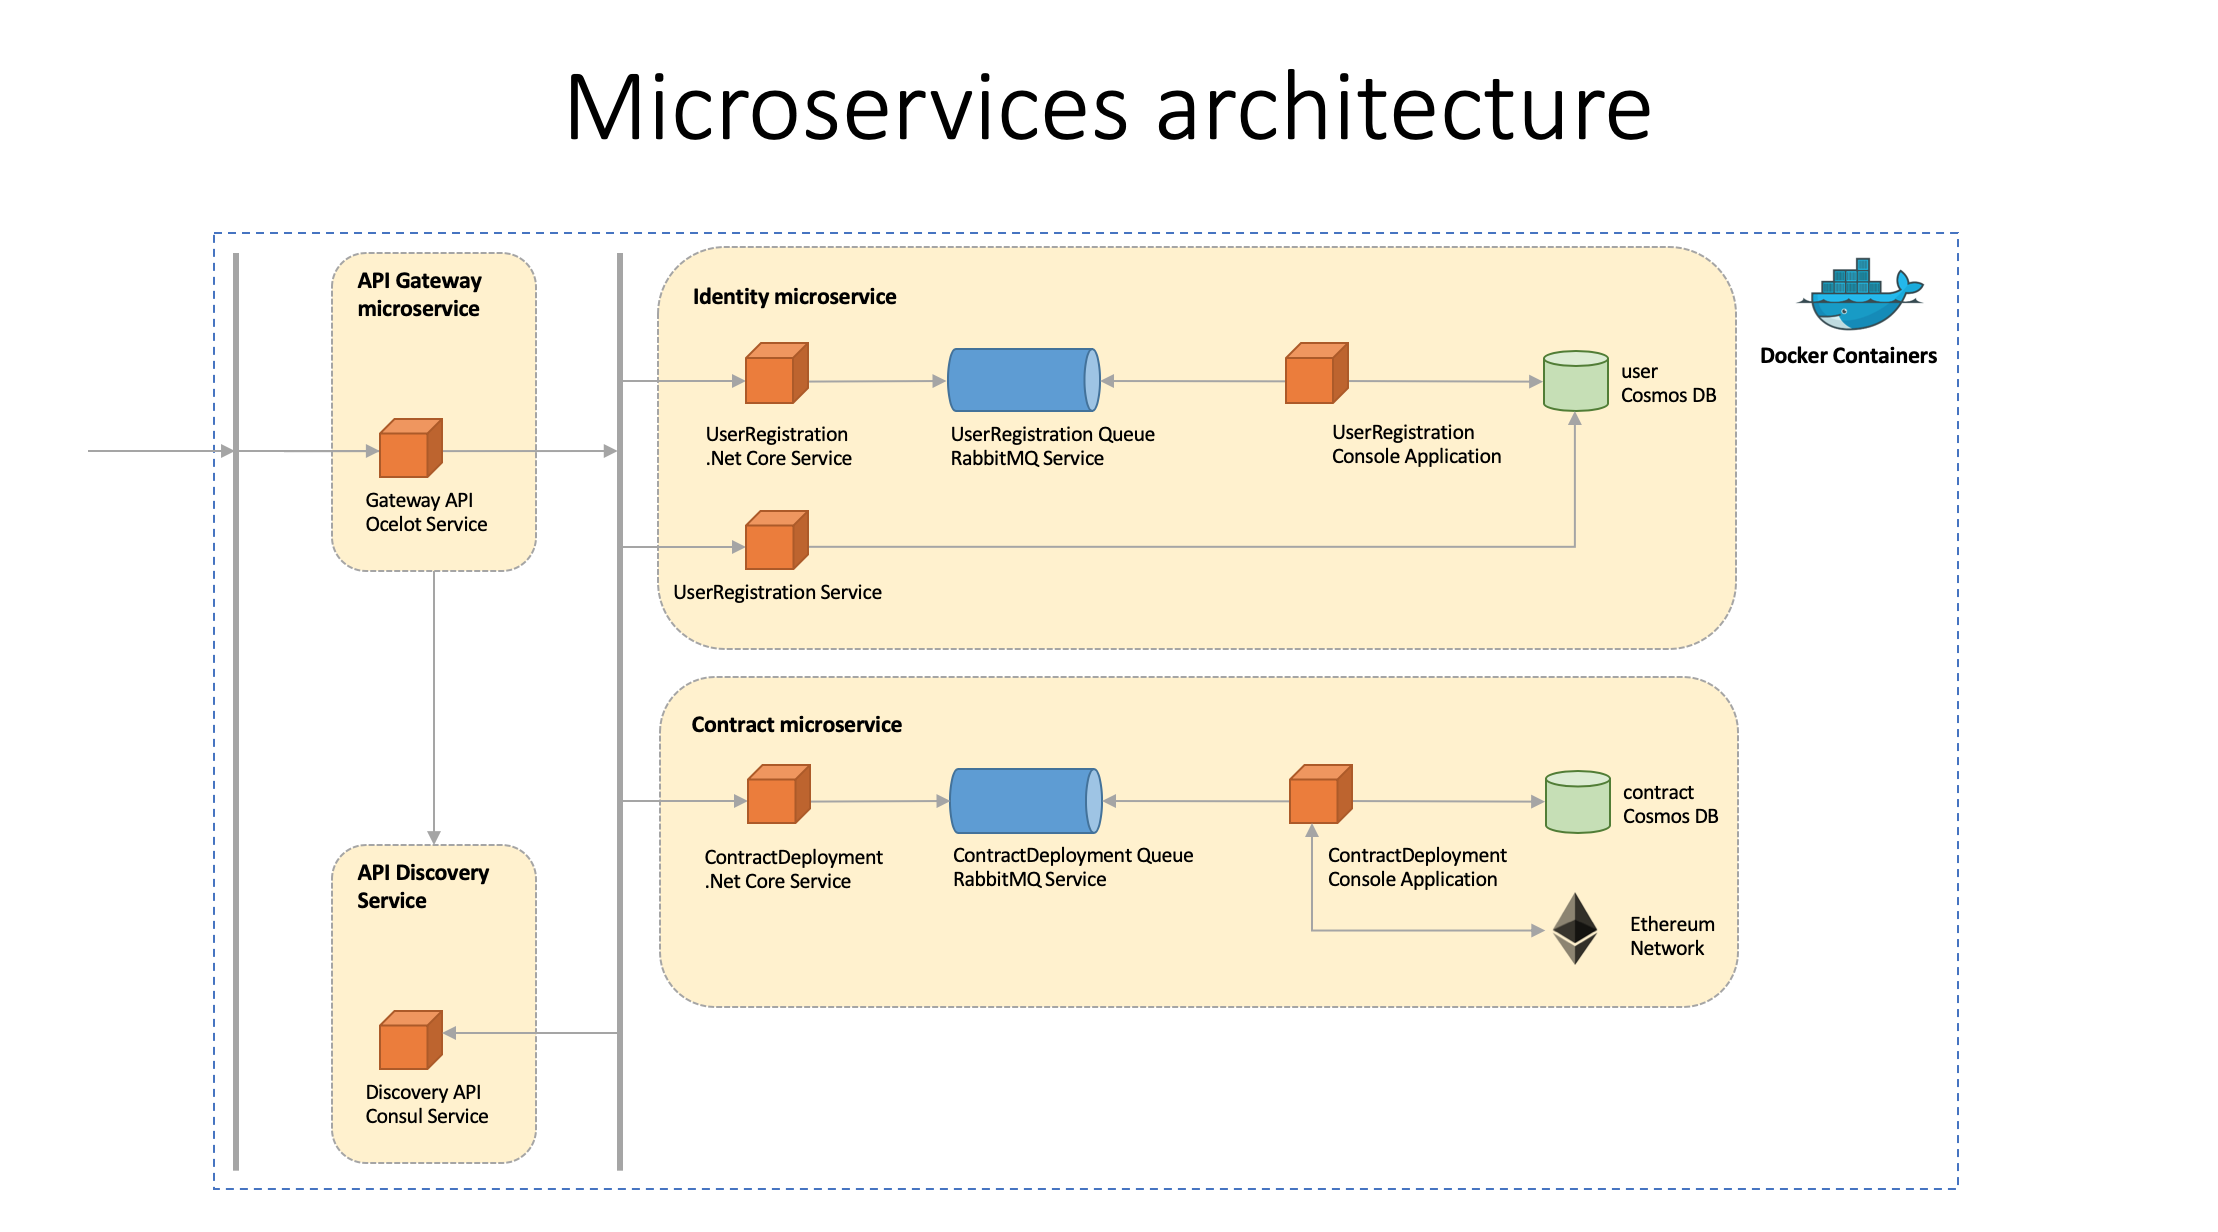 Microservices architecture
API Gateway
microservice
Gateway API
Ocelot Service
API Discovery
Service
Discovery API
Consul Service
Identity microservice
UserRegistration
.Net Core Service
UserRegistration Queue
RabbitMQ Service
UserRegistration
Console Application
user
Cosmos DB
UserRegistration Service
Contract microservice
ContractDeployment
.Net Core Service
ContractDeployment Queue
RabbitMQ Service
ContractDeployment
Console Application
contract
Cosmos DB
Ethereum
Network
Docker Containers